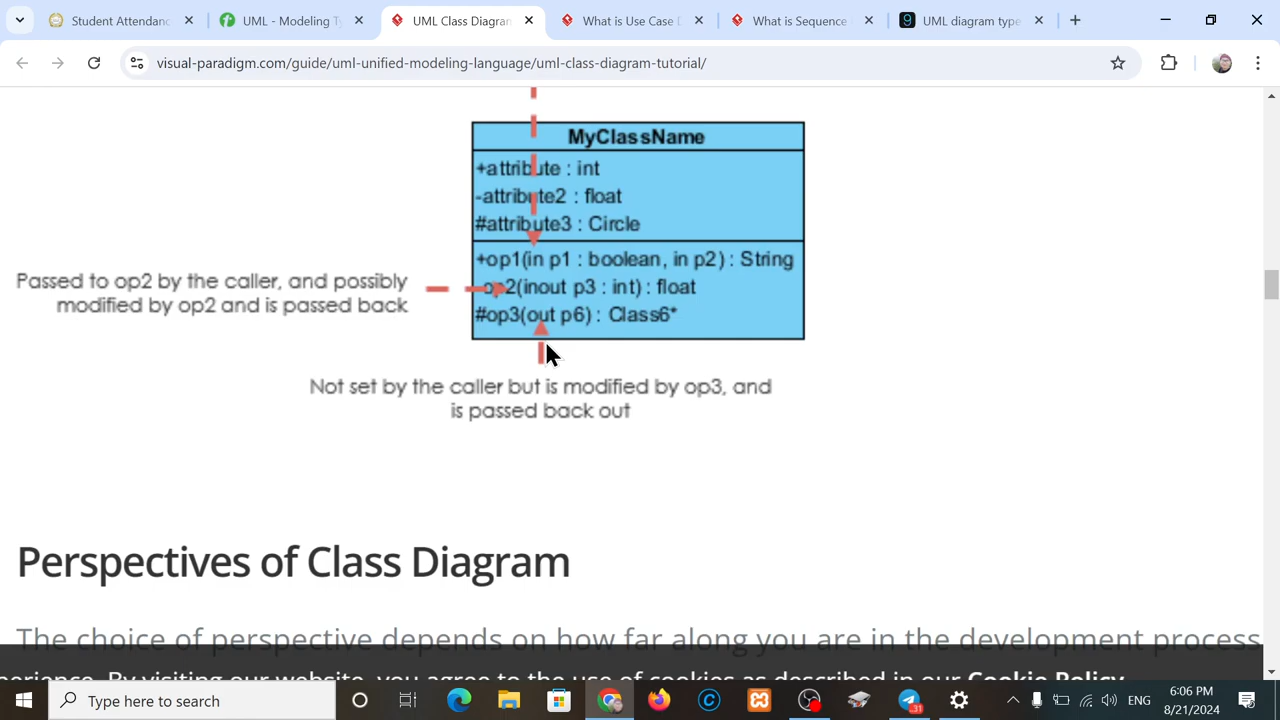 Student Attendanc
UML - Modeling Ty
UML Class Diagran
What is Use Case D
What is Sequence
UML diagram type
visual-paradigm.com/guide/uml-unified-modeling-language/uml-class-diagram-tutorial/
MyClassName
+attribute : int
-attribute2 : float
#attribute3 : Circle
+op1(in p1 : boolean, in p2) : String
-op2(inout p3 : int) : float
#op3(out p6) : Class6*
Passed to op2 by the caller, and possibly
modified by op2 and is passed back
Not set by the caller but is modified by op3, and
is passed back out
Perspectives of Class Diagram
The choice of perspective depends on how far along you are in the development process
perience. By visiting our website, you agree to the use of cookies as described in our Cookie Policy.
Type here to search
31
ENG
6:06 PM
8/21/2024